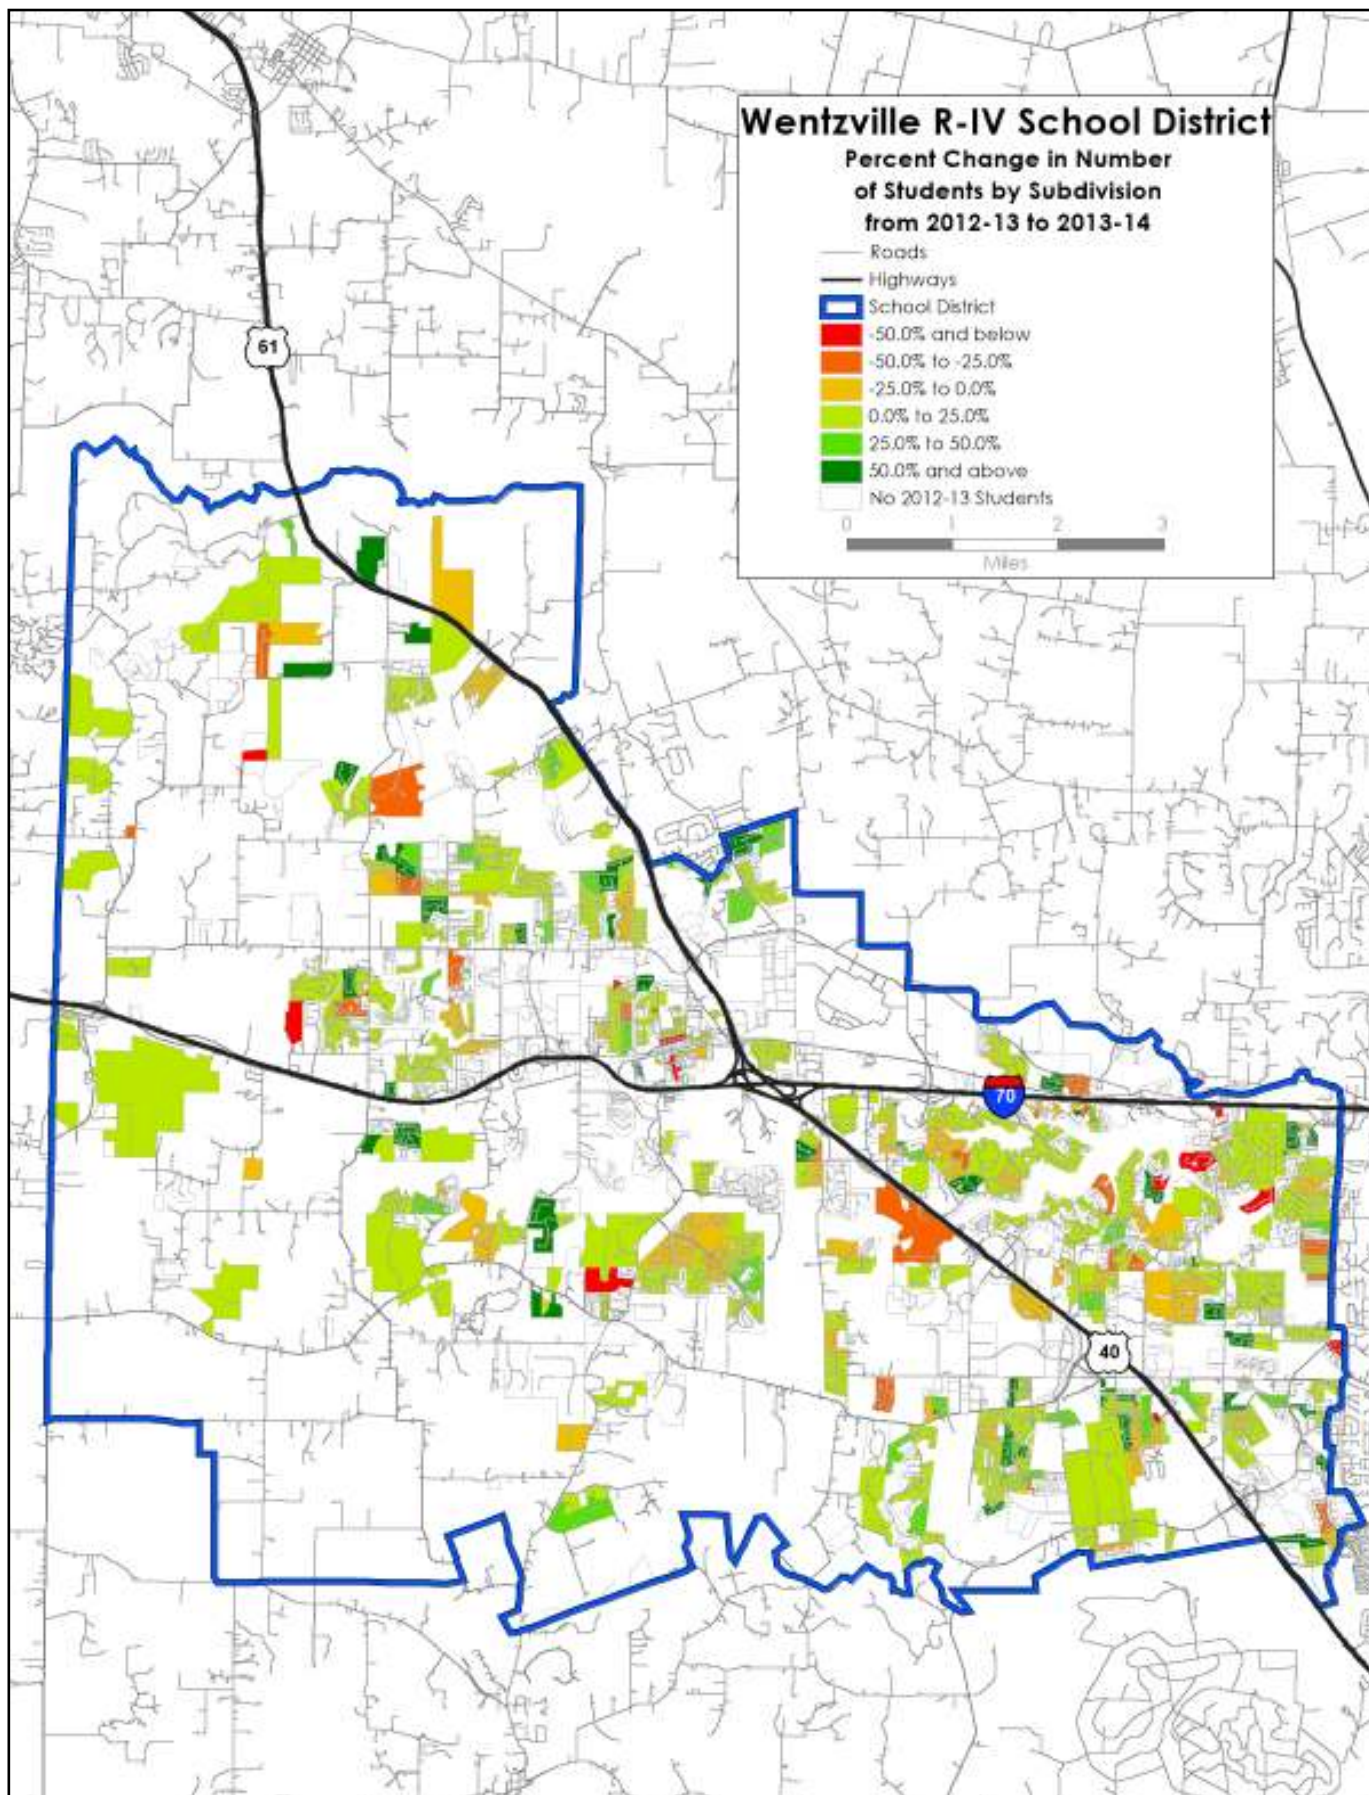 Wentzville R-IV School District
Percent Change in Number
of Students by Subdivision
from 2012-13 to 2013-14
Roads
Highways
School District
-50.0% and below
-50.0% to -25.0%
-25.0% to 0.0%
0.0% to 25.0%
25.0% to 50.0%
50.0% and above
No 2012-13 Students
0 1 2 3
Miles
61
70
40